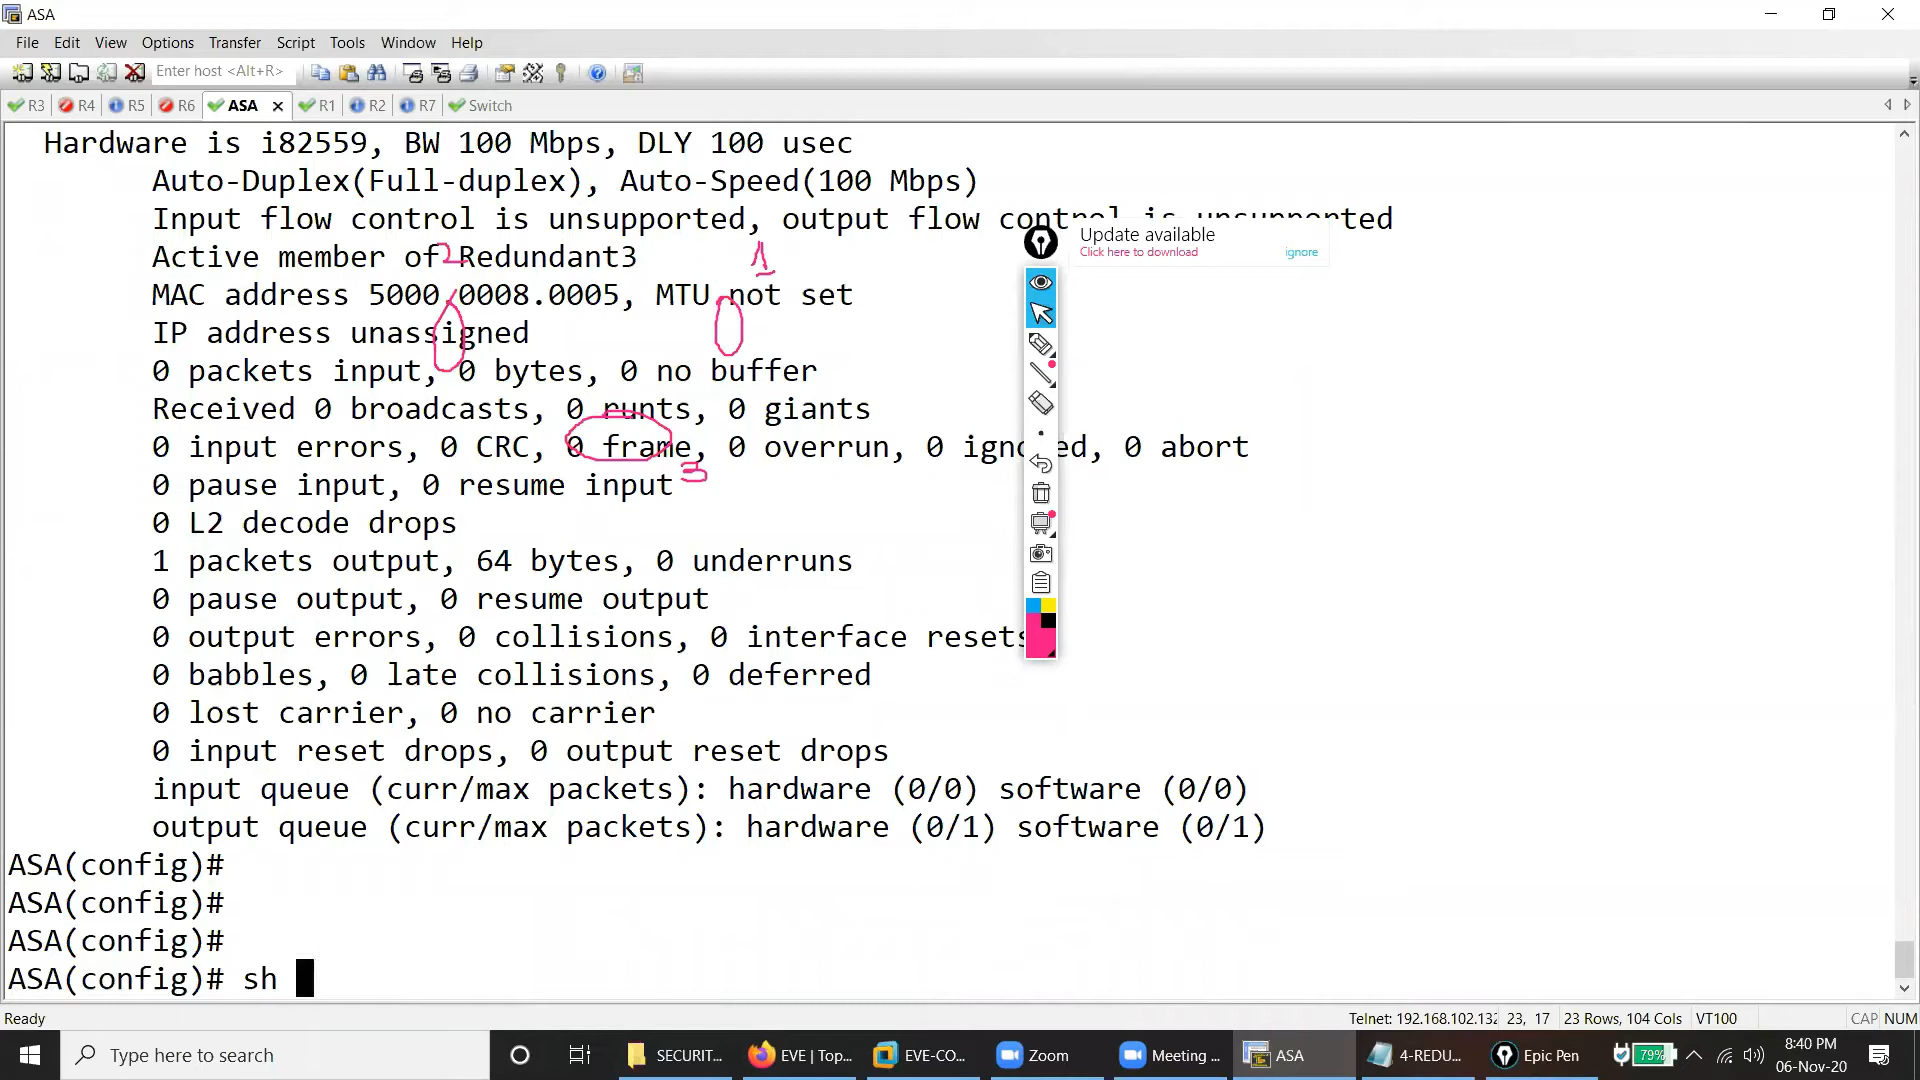 ASA
File Edit View Options Transfer Script Tools Window Help
Enter host <Alt+R>
R3 R4 R5 R6 ASA R1 R2 R7 Switch
Hardware is i82559, BW 100 Mbps, DLY 100 usec
Auto-Duplex(Full-duplex), Auto-Speed(100 Mbps)
Input flow control is unsupported, output flow control is unsupported
Update available
Click here to download ignore
Active member of Redundant3
2
1
MAC address 5000.0008.0005, MTU not set
IP address unassigned
0 packets input, 0 bytes, 0 no buffer
Received 0 broadcasts, 0 runts, 0 giants
0 input errors, 0 CRC, 0 frame, 0 overrun, 0 ignored, 0 abort
3
0 pause input, 0 resume input
0 L2 decode drops
1 packets output, 64 bytes, 0 underruns
0 pause output, 0 resume output
0 output errors, 0 collisions, 0 interface resets
0 babbles, 0 late collisions, 0 deferred
0 lost carrier, 0 no carrier
0 input reset drops, 0 output reset drops
input queue (curr/max packets): hardware (0/0) software (0/0)
output queue (curr/max packets): hardware (0/1) software (0/1)
ASA(config)#
ASA(config)#
ASA(config)#
ASA(config)# sh
Ready Telnet: 192.168.102.132 23, 17 23 Rows, 104 Cols VT100 CAP NUM
Type here to search SECURIT... EVE | Top... EVE-CO... Zoom Meeting ... ASA 4-REDU... Epic Pen 79% 8:40 PM
06-Nov-20